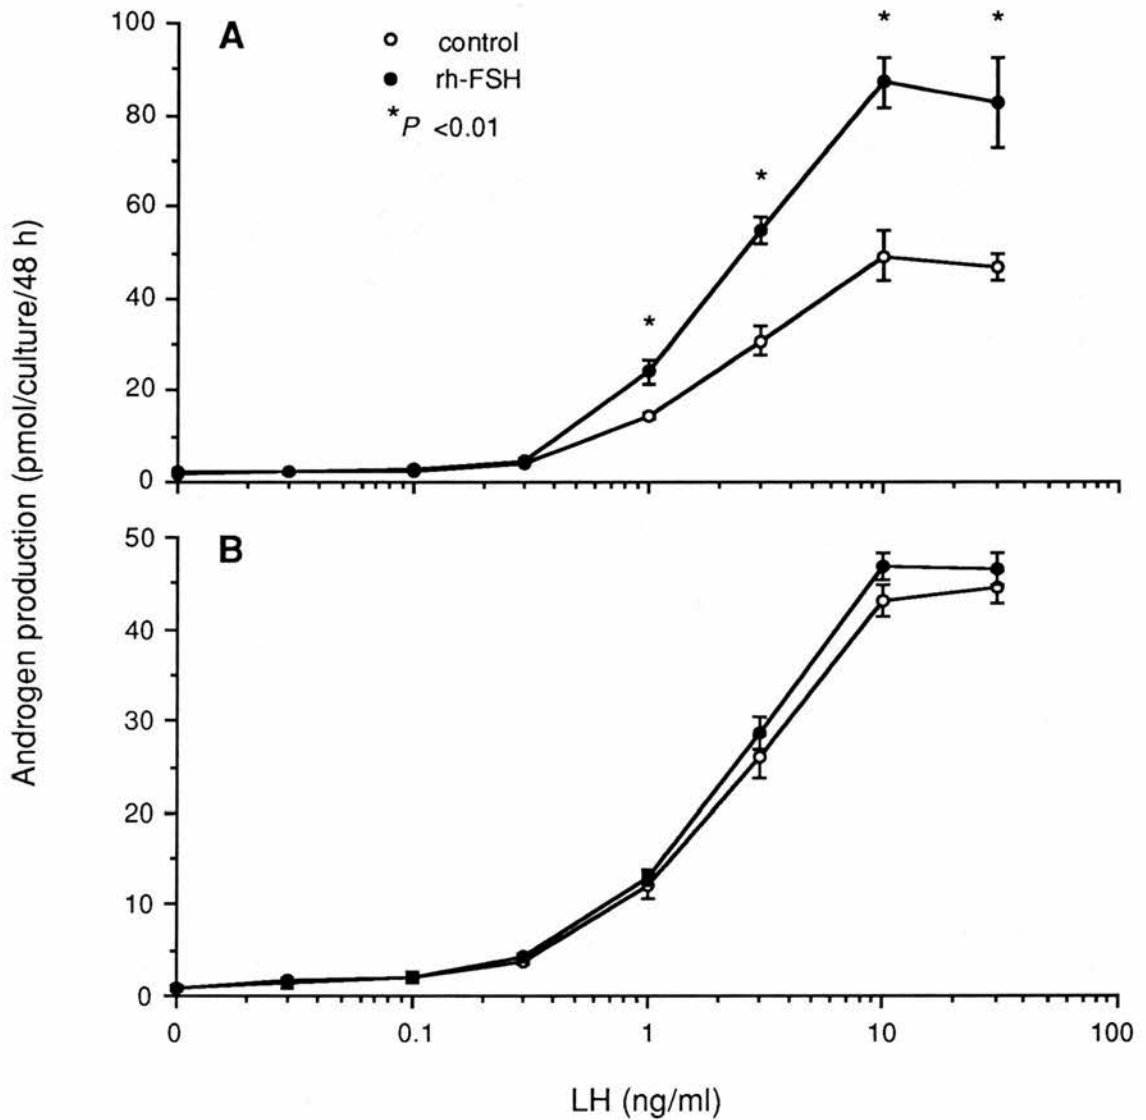 A
control
rh-FSH
*P <0.01
* * * *
100
80
60
40
20
0
Androgen production (pmol/culture/48 h)
B
50
40
30
20
10
0
0 0.1 1 10 100
LH (ng/ml)